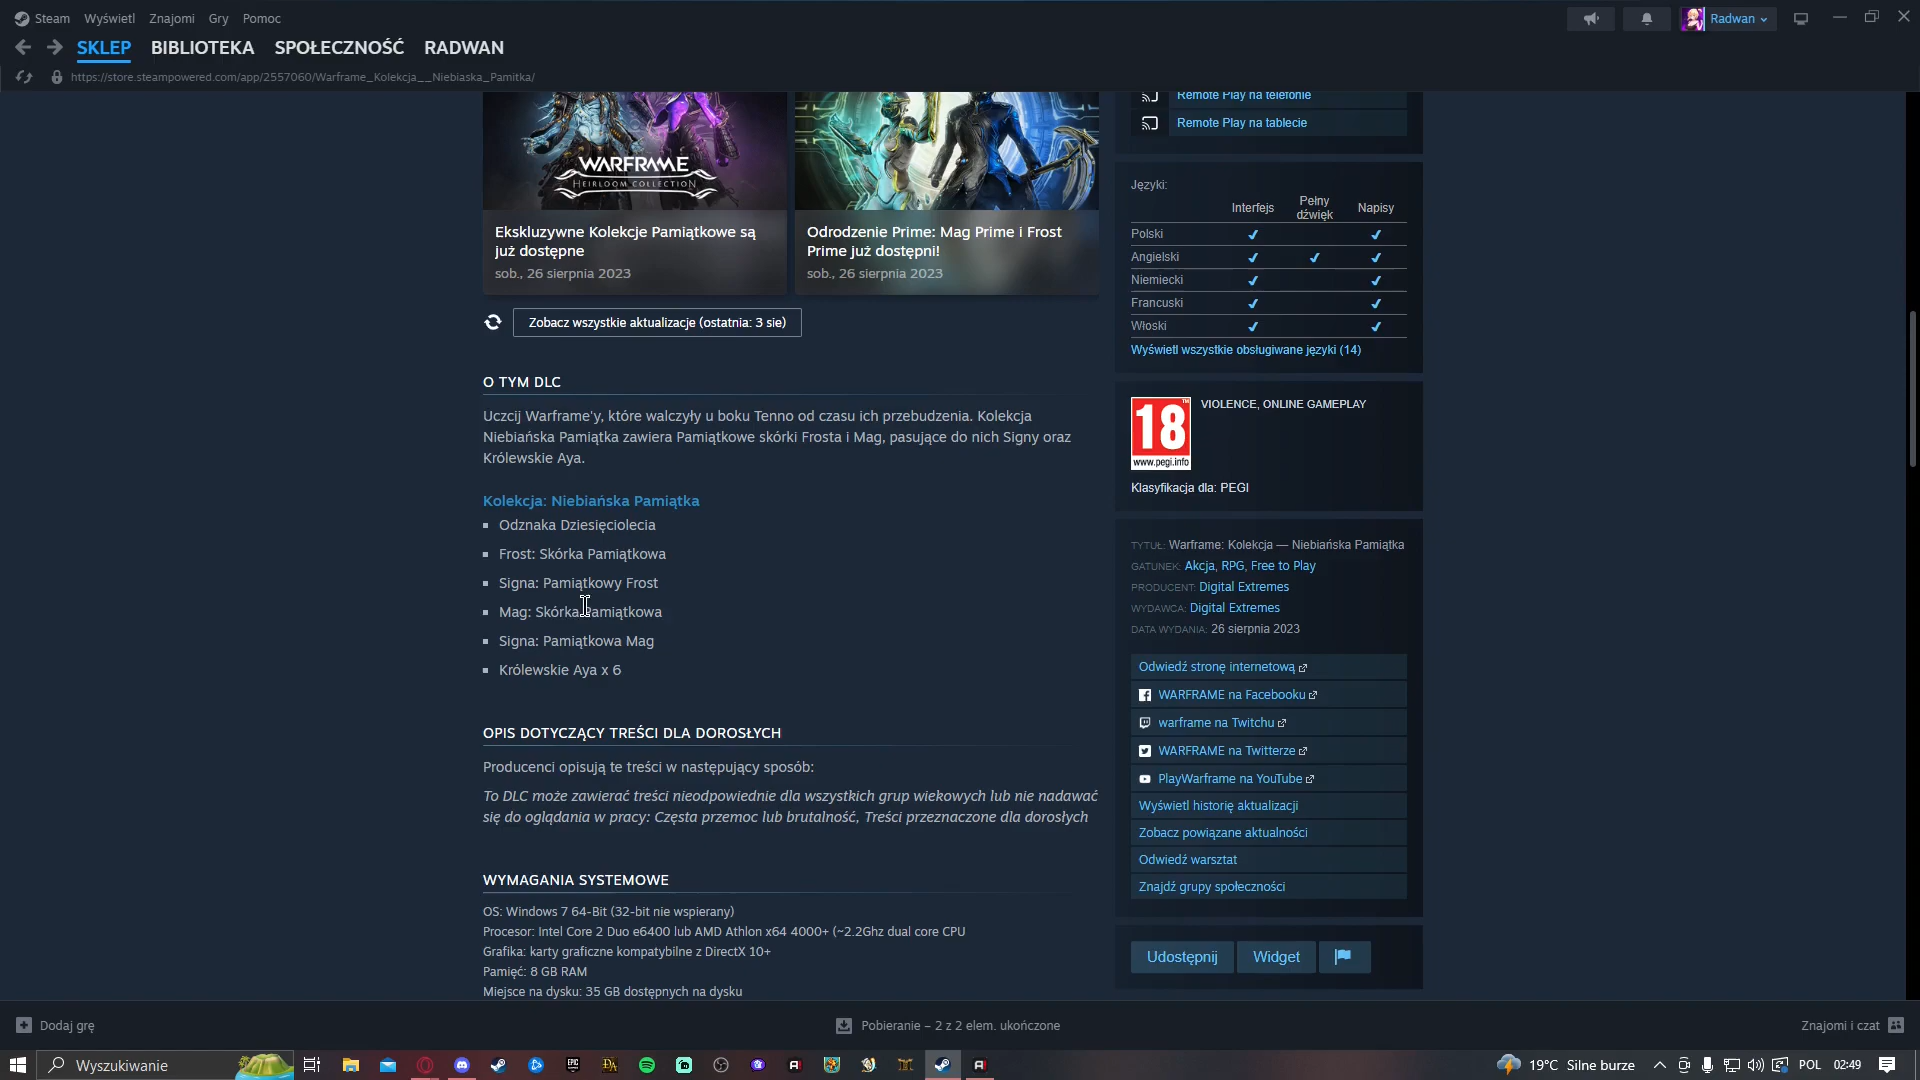 Steam Wyświetl Znajomi Gry Pomoc
Radwan
SKLEP BIBLIOTEKA SPOŁECZNOŚĆ RADWAN
https://store.steampowered.com/app/2557060/Warframe_Kolekcja__Niebiaska_Pamitka/
WARFRAME
HEIRLOOM COLLECTION
Ekskluzywne Kolekcje Pamiątkowe są
już dostępne
sob., 26 sierpnia 2023
Odrodzenie Prime: Mag Prime i Frost
Prime już dostępni!
sob., 26 sierpnia 2023
Zobacz wszystkie aktualizacje (ostatnia: 3 sie)
O TYM DLC
Uczcij Warframe'y, które walczyły u boku Tenno od czasu ich przebudzenia. Kolekcja
Niebiańska Pamiątka zawiera Pamiątkowe skórki Frosta i Mag, pasujące do nich Signy oraz
Królewskie Aya.
Kolekcja: Niebiańska Pamiątka
Odznaka Dziesięciolecia
Frost: Skórka Pamiątkowa
Signa: Pamiątkowy Frost
Mag: Skórka Pamiątkowa
Signa: Pamiątkowa Mag
Królewskie Aya x 6
OPIS DOTYCZĄCY TREŚCI DLA DOROSŁYCH
Producenci opisują te treści w następujący sposób:
To DLC może zawierać treści nieodpowiednie dla wszystkich grup wiekowych lub nie nadawać
się do oglądania w pracy: Częsta przemoc lub brutalność, Treści przeznaczone dla dorosłych
WYMAGANIA SYSTEMOWE
OS: Windows 7 64-Bit (32-bit nie wspierany)
Procesor: Intel Core 2 Duo e6400 lub AMD Athlon x64 4000+ (~2.2Ghz dual core CPU
Grafika: karty graficzne kompatybilne z DirectX 10+
Pamięć: 8 GB RAM
Miejsce na dysku: 35 GB dostępnych na dysku
Remote Play na telefonie
Remote Play na tablecie
Języki:
Interfejs Pełny dźwięk Napisy
Polski ✔ ✔
Angielski ✔ ✔ ✔
Niemiecki ✔ ✔
Francuski ✔ ✔
Włoski ✔ ✔
Wyświetl wszystkie obsługiwane języki (14)
18
www.pegi.info
VIOLENCE, ONLINE GAMEPLAY
Klasyfikacja dla: PEGI
TYTUŁ: Warframe: Kolekcja — Niebiańska Pamiątka
GATUNEK: Akcja, RPG, Free to Play
PRODUCENT: Digital Extremes
WYDAWCA: Digital Extremes
DATA WYDANIA: 26 sierpnia 2023
Odwiedź stronę internetową
WARFRAME na Facebooku
warframe na Twitchu
WARFRAME na Twitterze
PlayWarframe na YouTube
Wyświetl historię aktualizacji
Zobacz powiązane aktualności
Odwiedź warsztat
Znajdź grupy społeczności
Udostępnij Widget
Dodaj grę Pobieranie – 2 z 2 elem. ukończone Znajomi i czat
Wyszukiwanie 19°C Silne burze POL 02:49